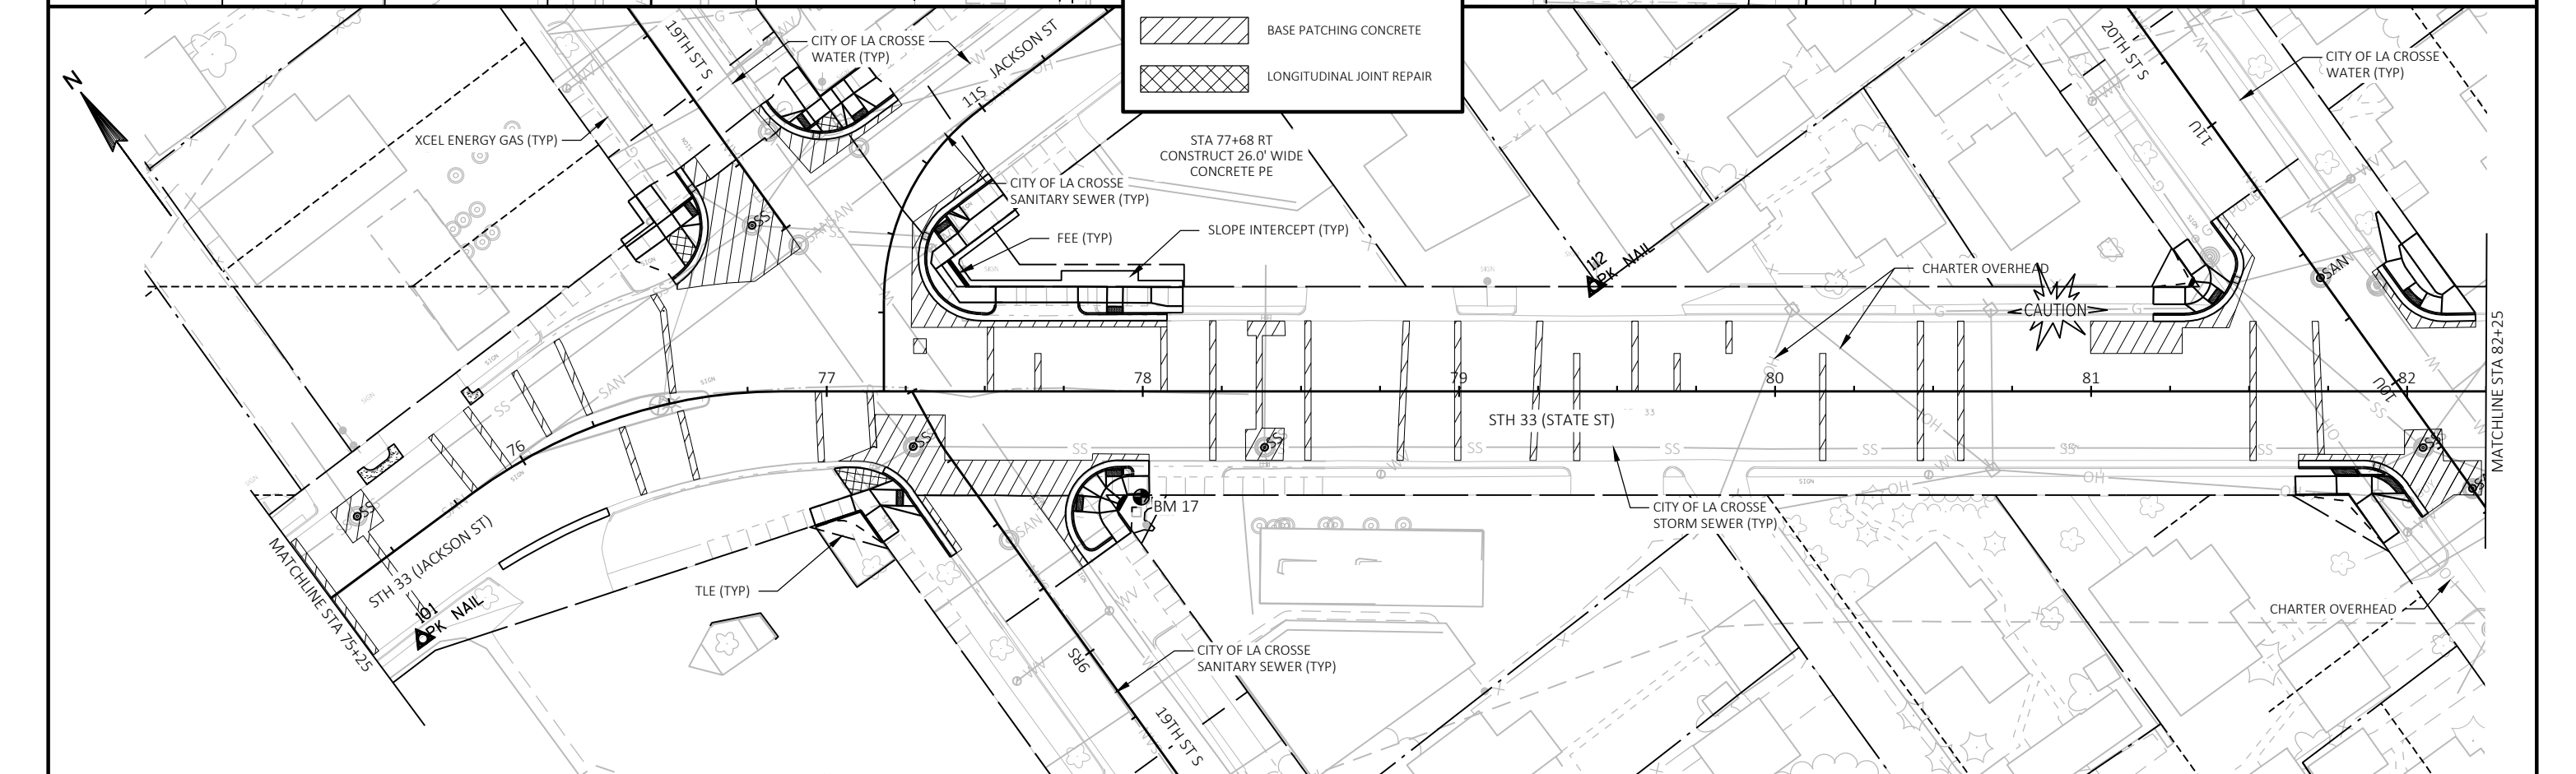 BASE PATCHING CONCRETE
LONGITUDINAL JOINT REPAIR
N
19TH ST S
CITY OF LA CROSSE
WATER (TYP)
JACKSON ST
11S
20TH ST S
CITY OF LA CROSSE
WATER (TYP)
11U
XCEL ENERGY GAS (TYP)
STA 77+68 RT
CONSTRUCT 26.0' WIDE
CONCRETE PE
CITY OF LA CROSSE
SANITARY SEWER (TYP)
FEE (TYP)
SLOPE INTERCEPT (TYP)
112
PK NAIL
CHARTER OVERHEAD
CAUTION
SS
SAN
MATCHLINE STA 82+25
76
77
78
79
80
81
82
10U
STH 33 (STATE ST)
33
BM 17
CITY OF LA CROSSE
STORM SEWER (TYP)
MATCHLINE STA 75+25
STH 33 (JACKSON ST)
101
PK NAIL
TLE (TYP)
9RS
CITY OF LA CROSSE
SANITARY SEWER (TYP)
19TH ST S
CHARTER OVERHEAD